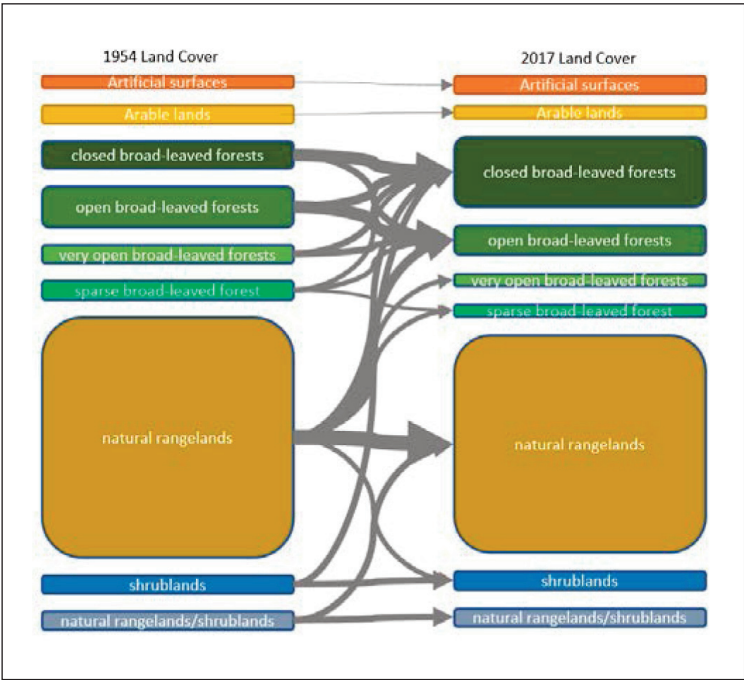 1954 Land Cover
2017 Land Cover
Artificial surfaces
Arable lands
closed broad-leaved forests
open broad-leaved forests
very open broad-leaved forests
sparse broad-leaved forest
natural rangelands
shrublands
natural rangelands/shrublands
Artificial surfaces
Arable lands
closed broad-leaved forests
open broad-leaved forests
very open broad-leaved forests
sparse broad-leaved forest
natural rangelands
shrublands
natural rangelands/shrublands